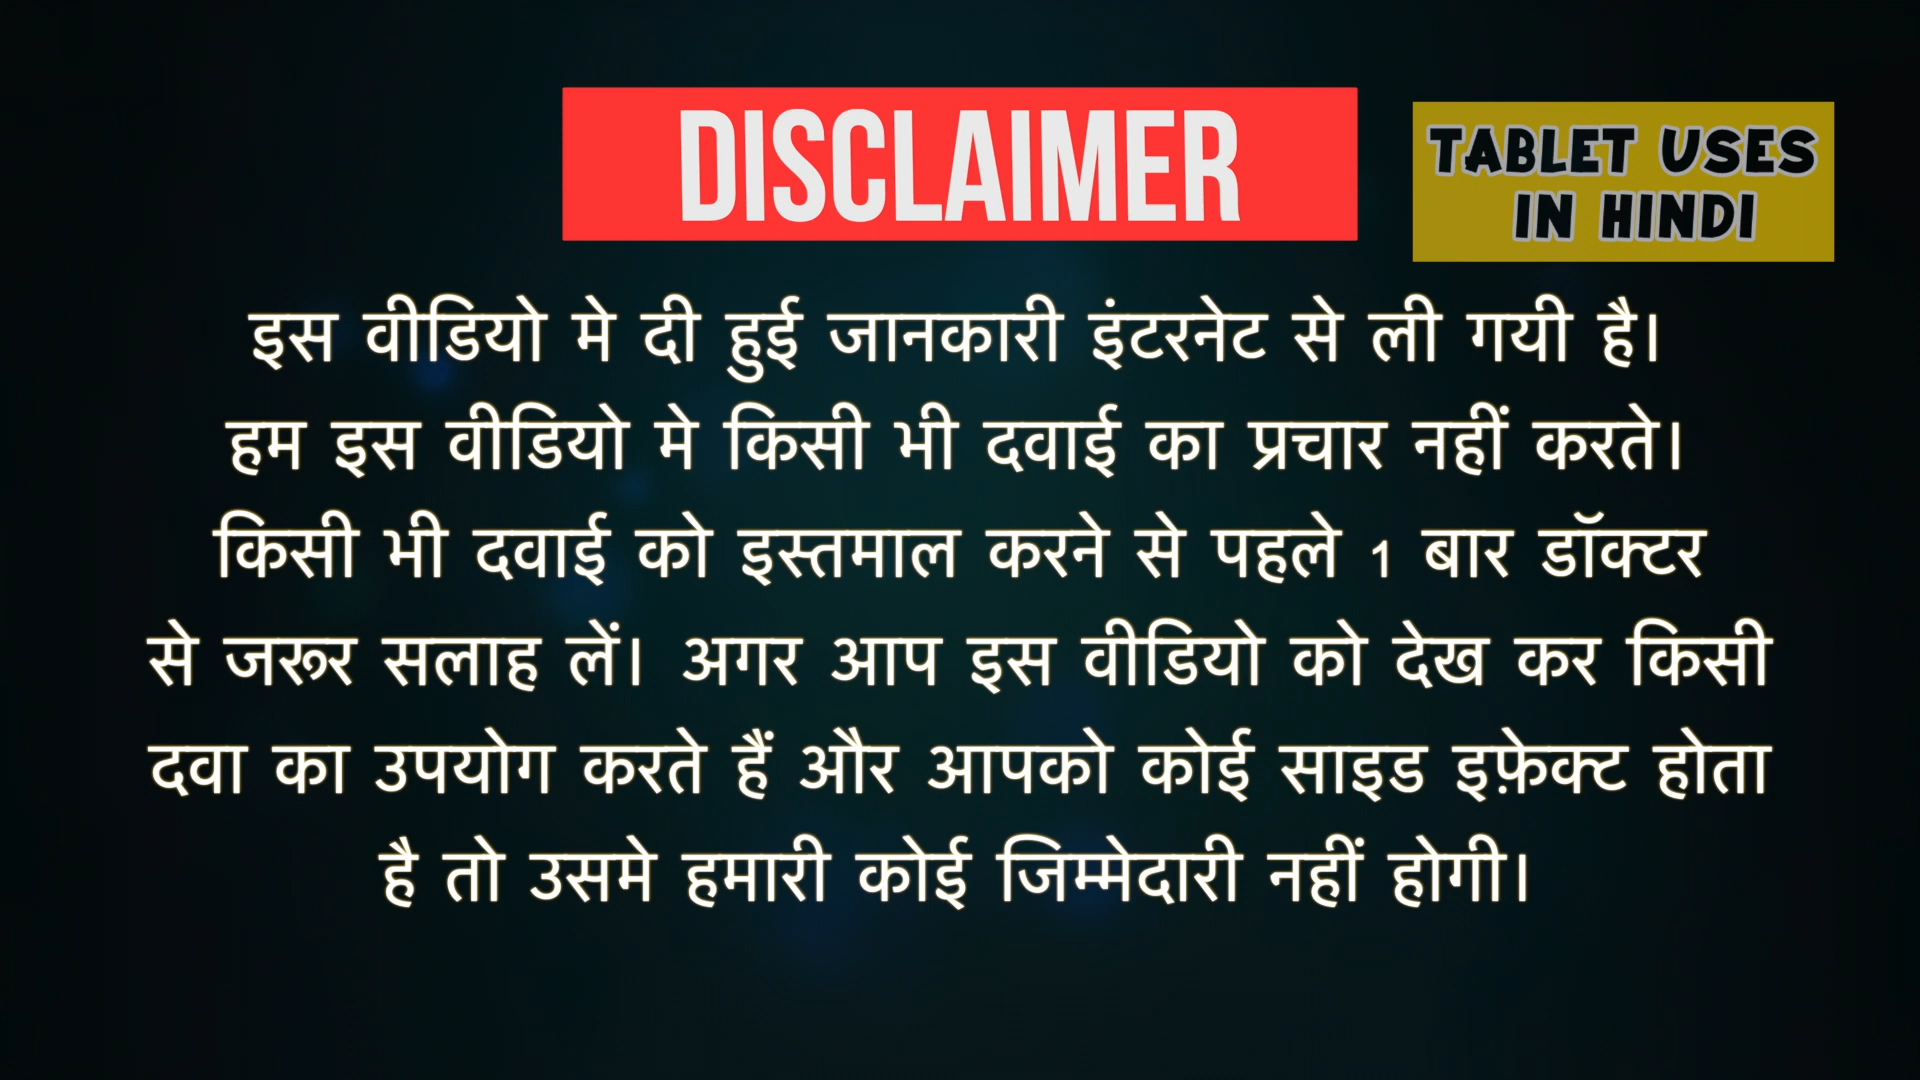 DISCLAIMER
TABLET USES
IN HINDI
इस वीडियो मे दी हुई जानकारी इंटरनेट से ली गयी है।
हम इस वीडियो मे किसी भी दवाई का प्रचार नहीं करते।
किसी भी दवाई को इस्तमाल करने से पहले 1 बार डॉक्टर
से जरूर सलाह लें। अगर आप इस वीडियो को देख कर किसी
दवा का उपयोग करते हैं और आपको कोई साइड इफ़ेक्ट होता
है तो उसमे हमारी कोई जिम्मेदारी नहीं होगी।